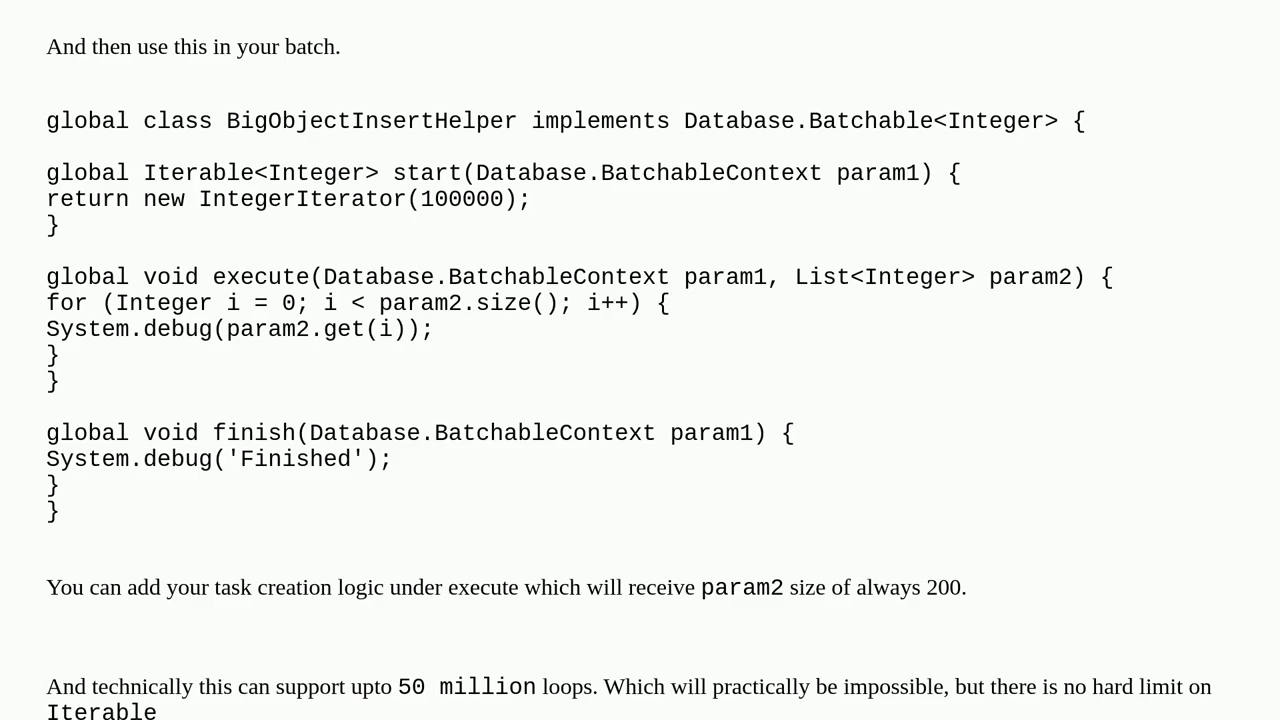 And then use this in your batch.
global class BigObjectInsertHelper implements Database.Batchable<Integer> {
global Iterable<Integer> start(Database.BatchableContext param1) {
return new IntegerIterator(100000);
}
global void execute(Database.BatchableContext param1, List<Integer> param2) {
for (Integer i = 0; i < param2.size(); i++) {
System.debug(param2.get(i));
}
}
global void finish(Database.BatchableContext param1) {
System.debug('Finished');
}
}
You can add your task creation logic under execute which will receive param2 size of always 200.
And technically this can support upto 50 million loops. Which will practically be impossible, but there is no hard limit on
Iterable